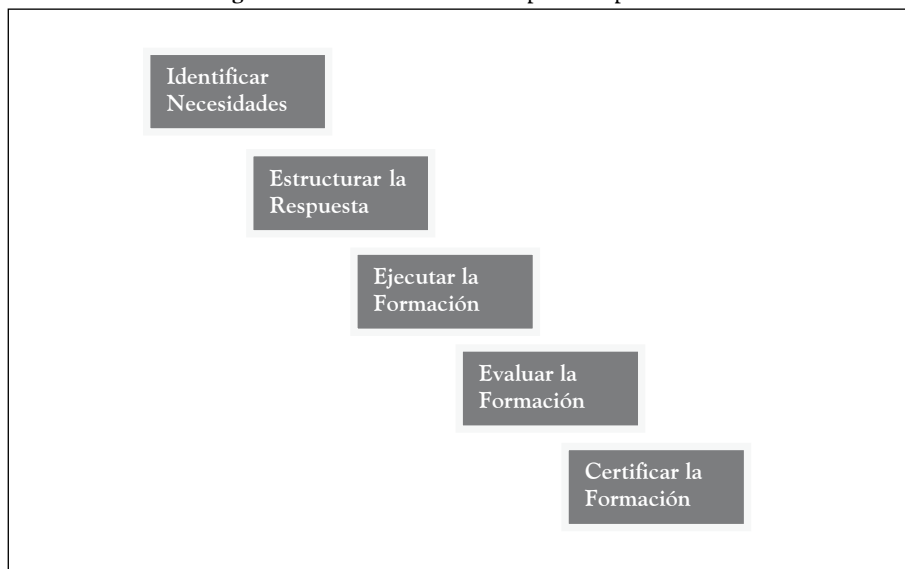 Identificar
Necesidades
Estructurar la
Respuesta
Ejecutar la
Formación
Evaluar la
Formación
Certificar la
Formación